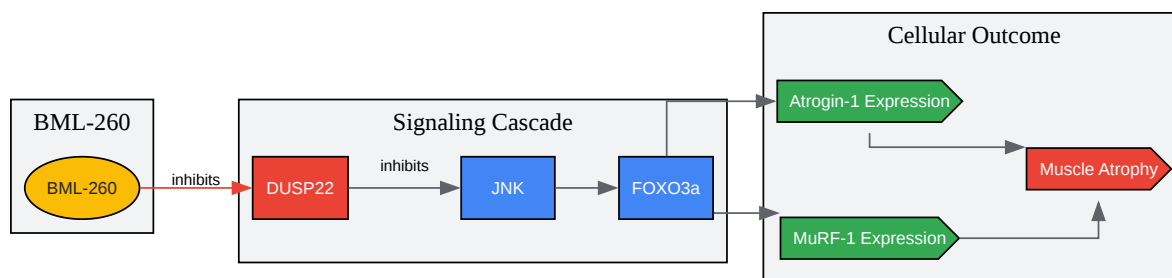 BML-260
BML-260
inhibits
Signaling Cascade
DUSP22
inhibits
JNK
FOXO3a
Cellular Outcome
Atrogin-1 Expression
MuRF-1 Expression
Muscle Atrophy